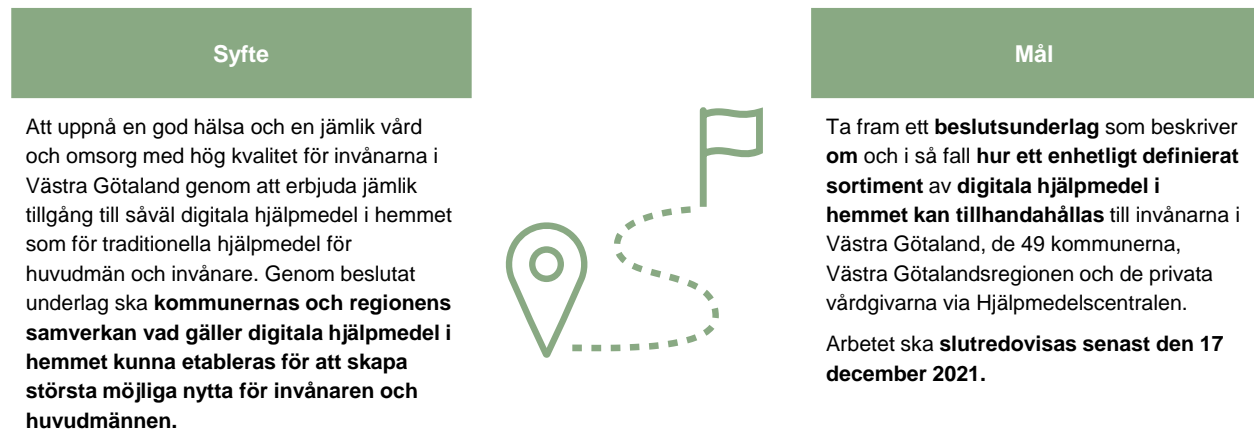 Syfte
Att uppnå en god hälsa och en jämlik vård
och omsorg med hög kvalitet för invånarna i
Västra Götaland genom att erbjuda jämlik
tillgång till såväl digitala hjälpmedel i hemmet
som för traditionella hjälpmedel för
huvudmän och invånare. Genom beslutat
underlag ska kommunernas och regionens
samverkan vad gäller digitala hjälpmedel i
hemmet kunna etableras för att skapa
största möjliga nytta för invånaren och
huvudmännen.
Mål
Ta fram ett beslutsunderlag som beskriver
om och i så fall hur ett enhetligt definierat
sortiment av digitala hjälpmedel i
hemmet kan tillhandahållas till invånarna i
Västra Götaland, de 49 kommunerna,
Västra Götalandsregionen och de privata
vårdgivarna via Hjälpmedelscentralen.
Arbetet ska slutredovisas senast den 17
december 2021.